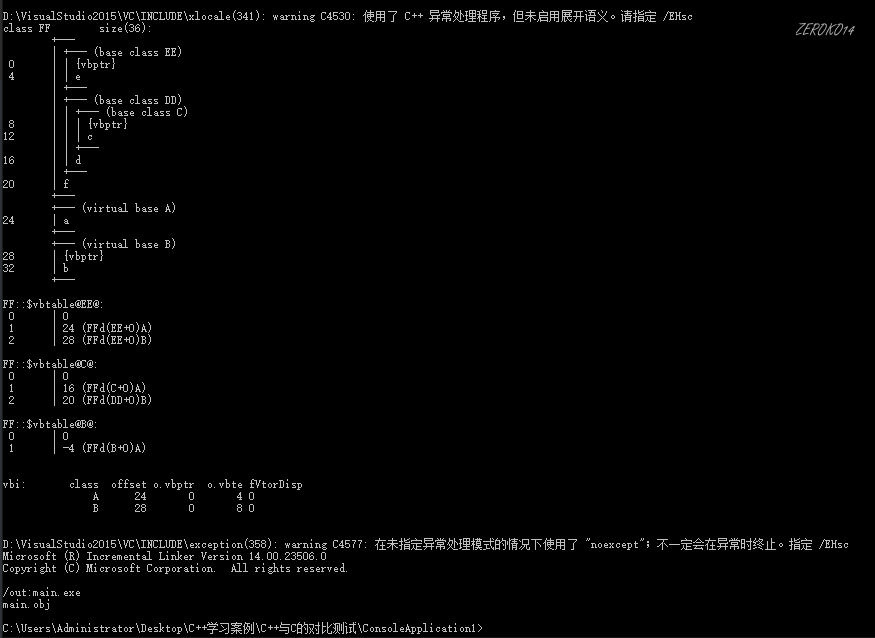 D:\VisualStudio2015\VC\INCLUDE\xlocale(341): warning C4530: 使用了 C++ 异常处理程序，但未启用展开语义。请指定 /EHsc
ZEROKO14
class FF size(36):
+---
| +--- (base class EE)
0 | | {vbptr}
4 | | e
| +---
| +--- (base class DD)
| | +--- (base class C)
8 | | | {vbptr}
12 | | | c
| | +---
16 | | d
| +---
20 | f
+---
+--- (virtual base A)
24 | a
+---
+--- (virtual base B)
28 | {vbptr}
32 | b
+---
FF::$vbtable@EE@:
0 | 0
1 | 24 (FFd(EE+0)A)
2 | 28 (FFd(EE+0)B)
FF::$vbtable@C@:
0 | 0
1 | 16 (FFd(C+0)A)
2 | 20 (FFd(DD+0)B)
FF::$vbtable@B@:
0 | 0
1 | -4 (FFd(B+0)A)
vbi: class offset o.vbptr o.vbte fVtorDisp
A 24 0 4 0
B 28 0 8 0
D:\VisualStudio2015\VC\INCLUDE\exception(358): warning C4577: 在未指定异常处理模式的情况下使用了 "noexcept"；不一定会在异常时终止。指定 /EHsc
Microsoft (R) Incremental Linker Version 14.00.23506.0
Copyright (C) Microsoft Corporation. All rights reserved.
/out:main.exe
main.obj
C:\Users\Administrator\Desktop\C++学习案例\C++与C的对比测试\ConsoleApplication1>